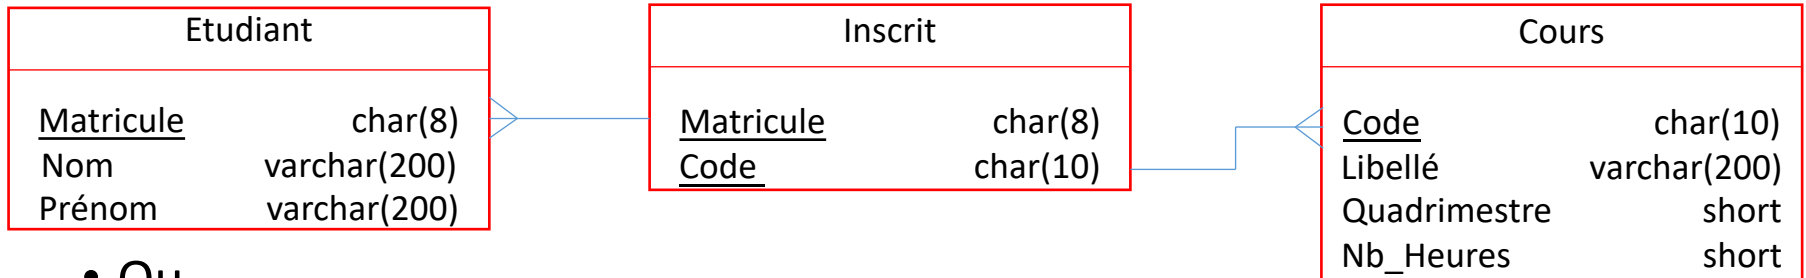 Etudiant
Matricule char(8)
Nom varchar(200)
Prénom varchar(200)
Inscrit
Matricule char(8)
Code char(10)
Cours
Code char(10)
Libellé varchar(200)
Quadrimestre short
Nb_Heures short
• Ou